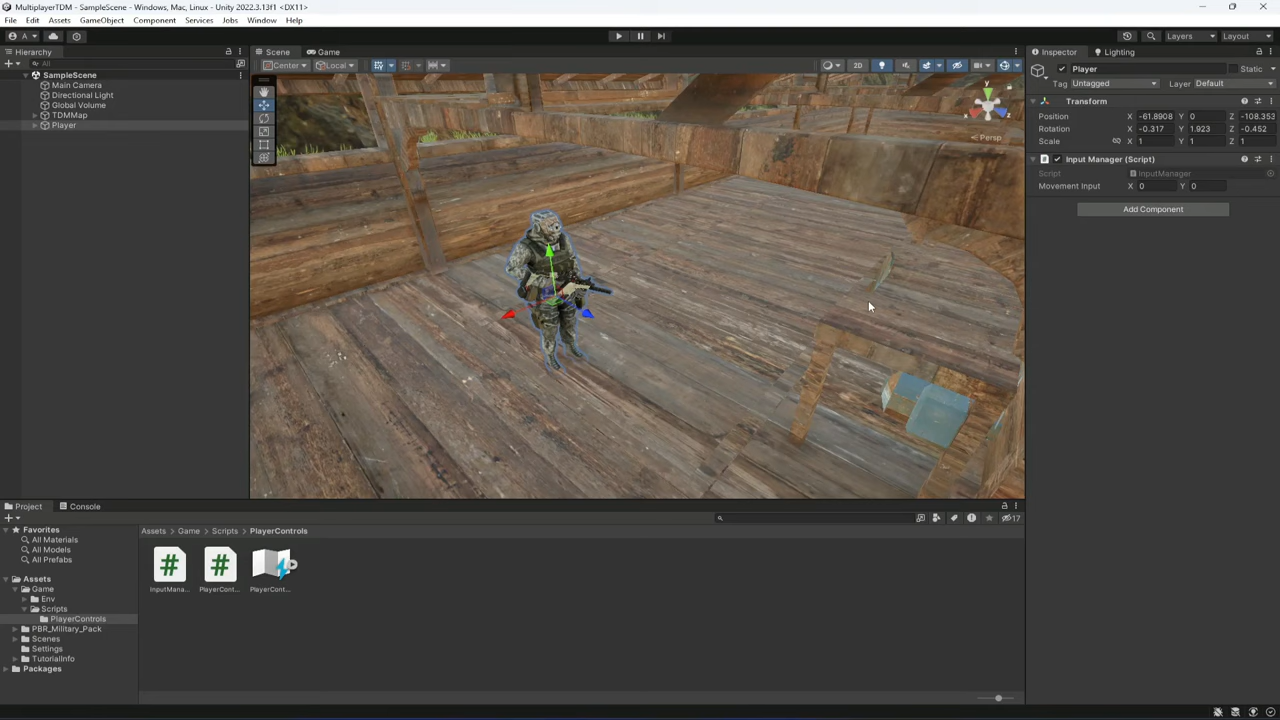 MultiplayerTDM - SampleScene - Windows, Mac, Linux - Unity 2022.3.13f1 <DX11>
File Edit Assets GameObject Component Services Jobs Window Help
A Layers Layout
Hierarchy
All
SampleScene
Main Camera
Directional Light
Global Volume
TDMMap
Player
Scene Game
Center Local 2D
y
x
z
Persp
Inspector Lighting
Player Static
Tag Untagged Layer Default
Transform
Position X -61.8908 Y 0 Z -108.353
Rotation X -0.317 Y 1.923 Z -0.452
Scale X 1 Y 1 Z 1
# Input Manager (Script)
Script InputManager
Movement Input X 0 Y 0
Add Component
Project Console
17
Favorites
All Materials
All Models
All Prefabs
Assets
Game
Env
Scripts
PlayerControls
PBR_Military_Pack
Scenes
Settings
TutorialInfo
Packages
Assets Game Scripts PlayerControls
# #
InputMana... PlayerCont... PlayerCont...